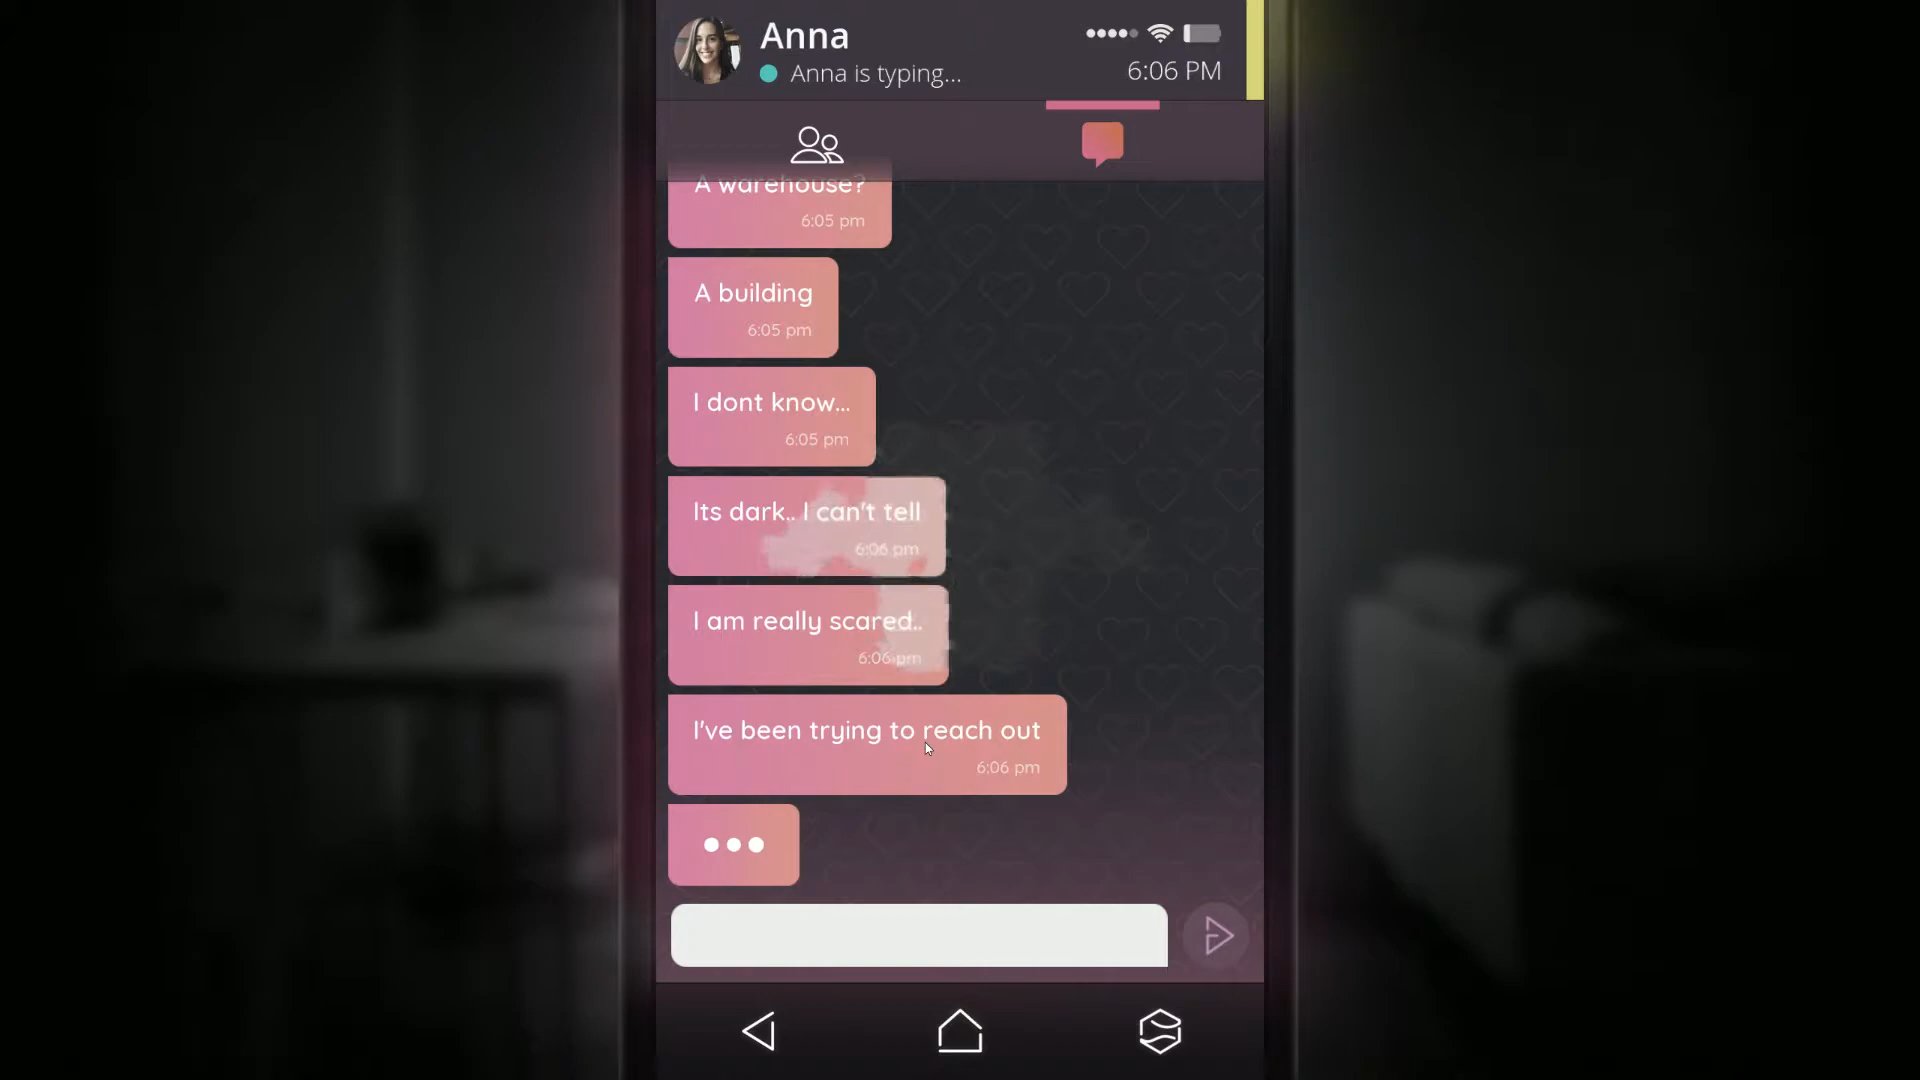 Anna
Anna is typing...
6:06 PM
A warehouse?
6:05 pm
A building
6:05 pm
I dont know...
6:05 pm
Its dark.. I can't tell
6:06 pm
I am really scared..
6:06 pm
I've been trying to reach out
6:06 pm